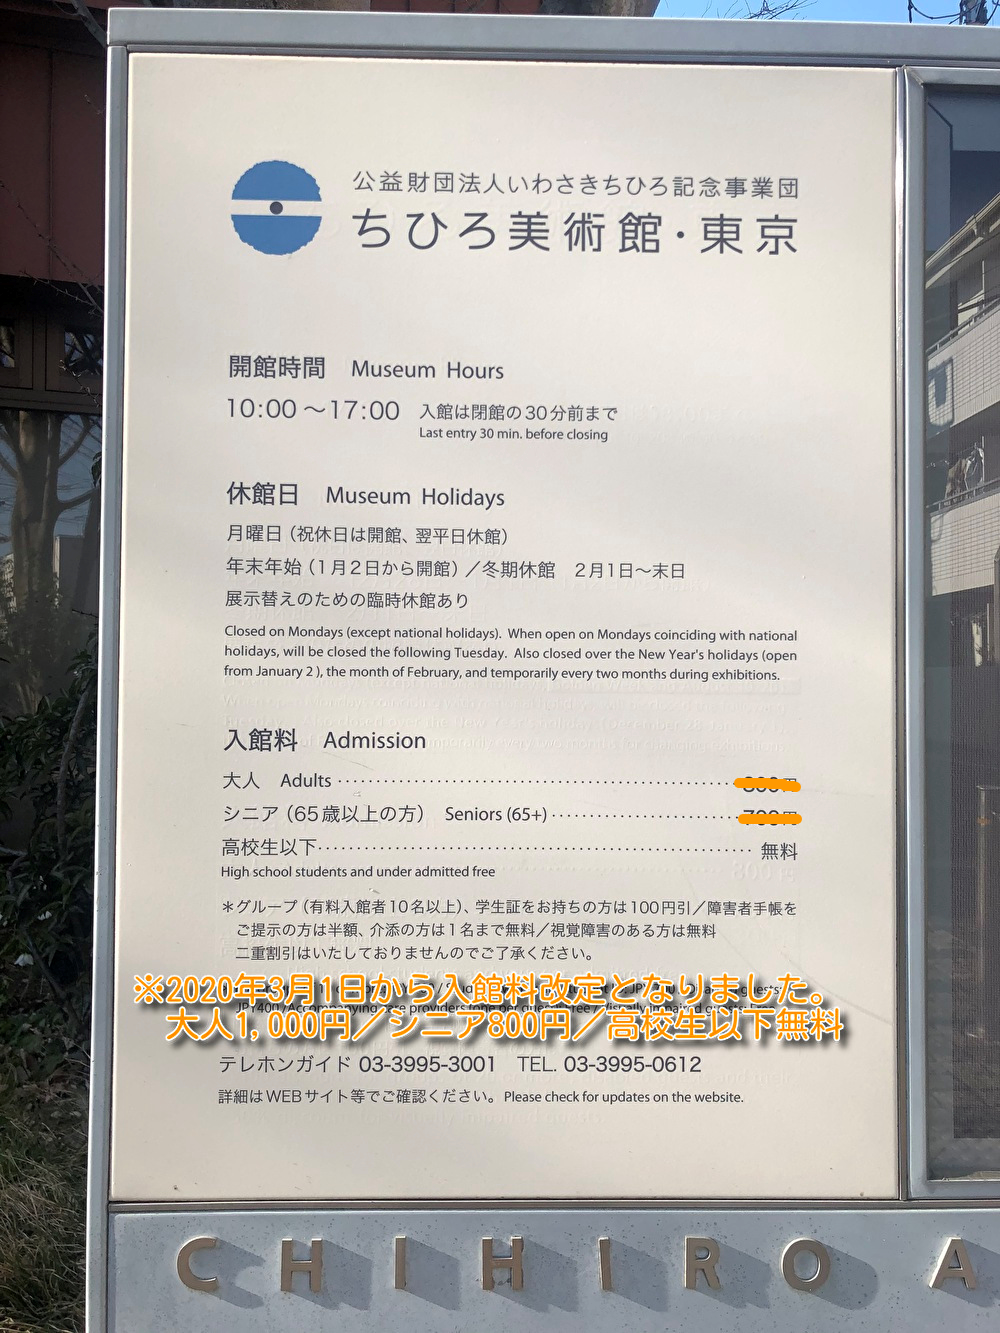 公益財団法人いわさきちひろ記念事業団
ちひろ美術館・東京
開館時間 Museum Hours
10:00 ～17:00 入館は閉館の30分前まで
Last entry 30 min. before closing
休館日 Museum Holidays
月曜日（祝休日は開館、翌平日休館）
年末年始（1月2日から開館）／冬期休館 2月1日～末日
展示替えのための臨時休館あり
Closed on Mondays (except national holidays). When open on Mondays coinciding with national
holidays, will be closed the following Tuesday. Also closed over the New Year's holidays (open
from January 2 ), the month of February, and temporarily every two months during exhibitions.
入館料 Admission
大人 Adults
シニア（65歳以上の方） Seniors (65+)
高校生以下 無料
High school students and under admitted free
＊グループ（有料入館者10名以上）、学生証をお持ちの方は100円引／障害者手帳を
ご提示の方は半額、介添の方は1名まで無料／視覚障害のある方は無料
二重割引はいたしておりませんのでご了承ください。
※2020年3月1日から入館料改定となりました。
大人1,000円／シニア800円／高校生以下無料
テレホンガイド 03-3995-3001 TEL. 03-3995-0612
詳細はWEBサイト等でご確認ください。Please check for updates on the website.
CHIHIRO A